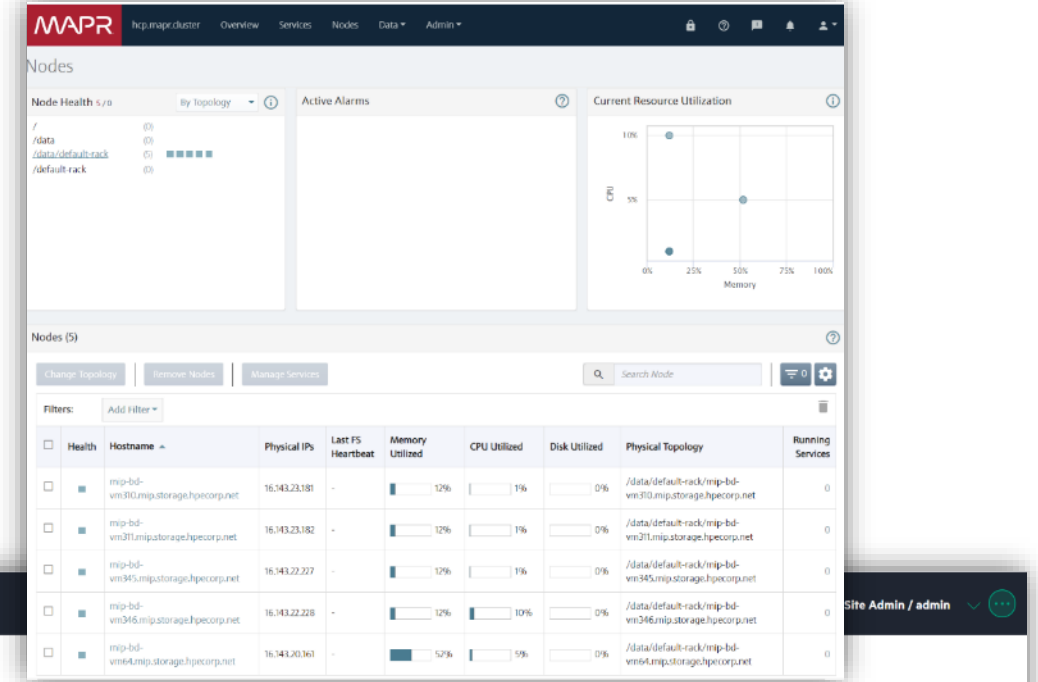 MAPR hcp.mapr.cluster Overview Services Nodes Data Admin
Nodes
Node Health 5/0 By Topology
/ (0)
/data (0)
/data/default-rack (5)
/default-rack (0)
Active Alarms
Current Resource Utilization
10%
5%
CPU
0% 25% 50% 75% 100%
Memory
Nodes (5)
Change Topology Remove Nodes Manage Services Search Node 0
Filters: Add Filter
Health Hostname Physical IPs Last FS Heartbeat Memory Utilized CPU Utilized Disk Utilized Physical Topology Running Services
mip-bd- /data/default-rack/mip-bd-
vm310.mip.storage.hpecorp.net 16.143.23.181 - 12% 1% 0% vm310.mip.storage.hpecorp.net 0
mip-bd- /data/default-rack/mip-bd-
vm311.mip.storage.hpecorp.net 16.143.23.182 - 12% 1% 0% vm311.mip.storage.hpecorp.net 0
mip-bd- /data/default-rack/mip-bd-
vm345.mip.storage.hpecorp.net 16.143.22.227 - 12% 1% 0% vm345.mip.storage.hpecorp.net 0
mip-bd- /data/default-rack/mip-bd-
vm346.mip.storage.hpecorp.net 16.143.22.228 - 12% 10% 0% vm346.mip.storage.hpecorp.net 0
mip-bd- /data/default-rack/mip-bd-
vm64.mip.storage.hpecorp.net 16.143.20.161 - 52% 5% 0% vm64.mip.storage.hpecorp.net 0
Site Admin / admin